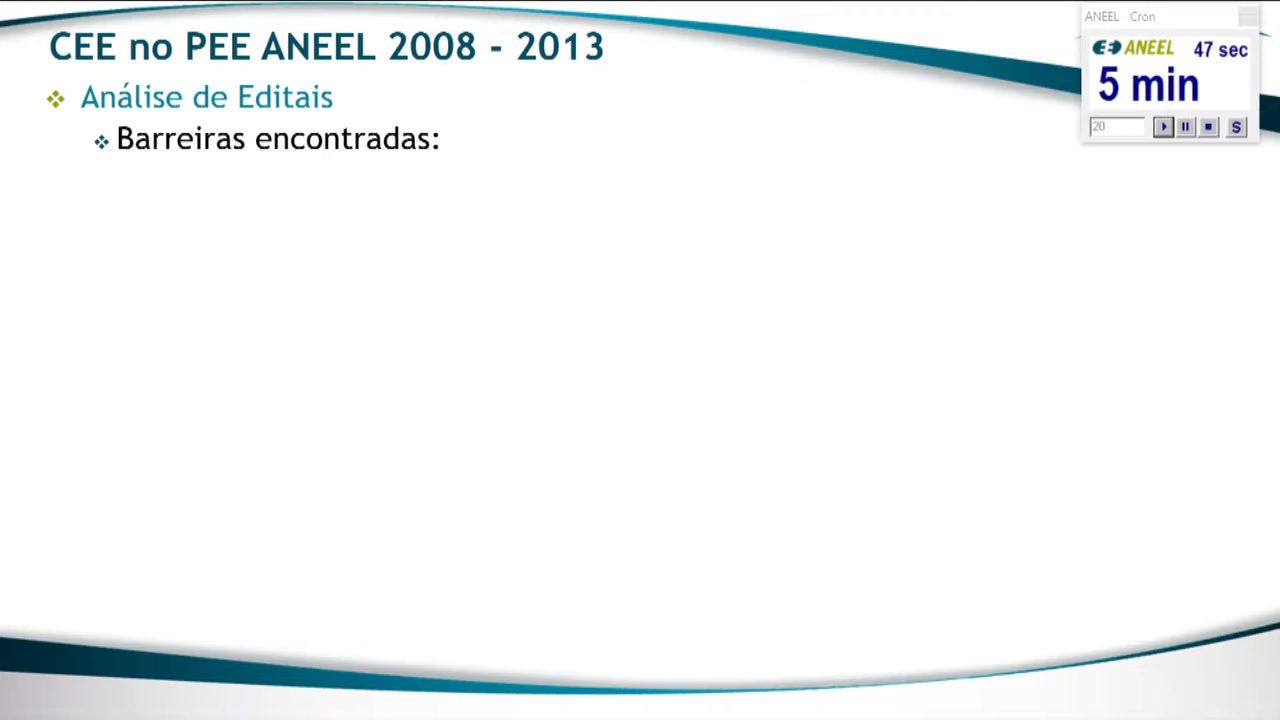 CEE no PEE ANEEL 2008 - 2013
Análise de Editais
Barreiras encontradas:
ANEEL Cron
ANEEL 47 sec
5 min
20
S